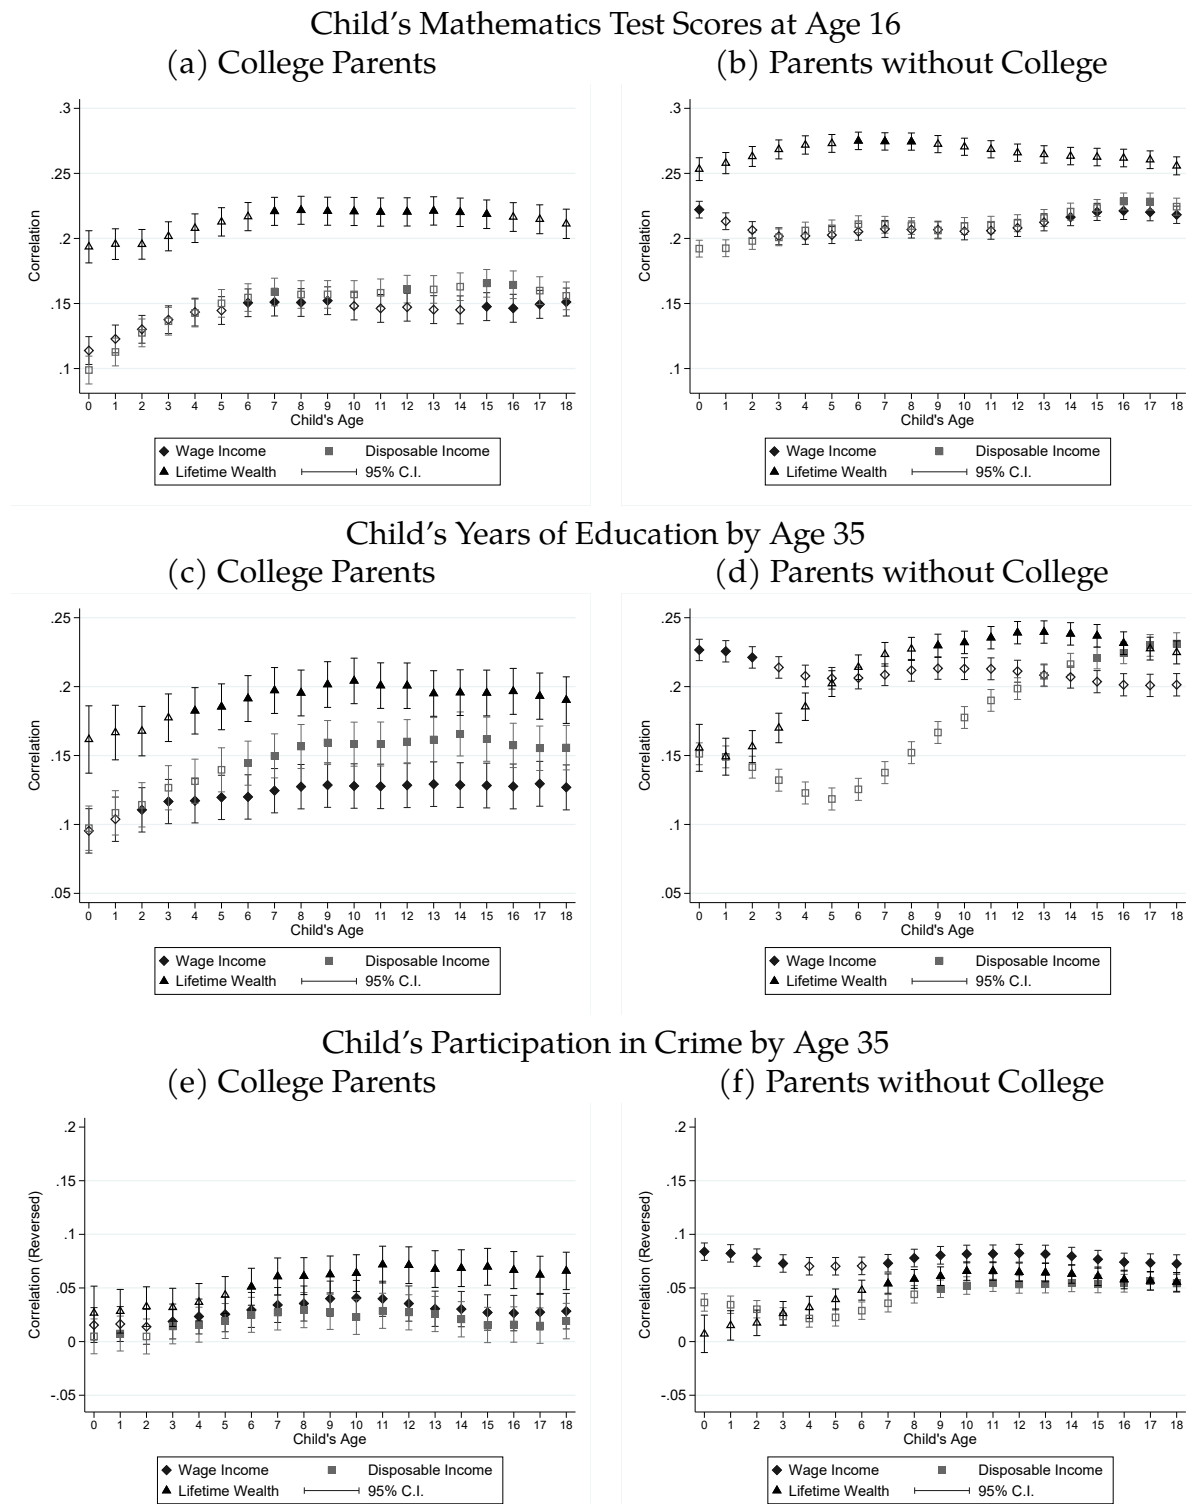 Child's Mathematics Test Scores at Age 16
(a) College Parents
(b) Parents without College
.3
.25
.2
.15
.1
Correlation
0 1 2 3 4 5 6 7 8 9 10 11 12 13 14 15 16 17 18
Child's Age
Wage Income
Disposable Income
Lifetime Wealth
95% C.I.
.3
.25
.2
.15
.1
Correlation
0 1 2 3 4 5 6 7 8 9 10 11 12 13 14 15 16 17 18
Child's Age
Wage Income
Disposable Income
Lifetime Wealth
95% C.I.
Child's Years of Education by Age 35
(c) College Parents
(d) Parents without College
.25
.2
.15
.1
.05
Correlation
0 1 2 3 4 5 6 7 8 9 10 11 12 13 14 15 16 17 18
Child's Age
Wage Income
Disposable Income
Lifetime Wealth
95% C.I.
.25
.2
.15
.1
.05
Correlation
0 1 2 3 4 5 6 7 8 9 10 11 12 13 14 15 16 17 18
Child's Age
Wage Income
Disposable Income
Lifetime Wealth
95% C.I.
Child's Participation in Crime by Age 35
(e) College Parents
(f) Parents without College
.2
.15
.1
.05
0
-.05
Correlation (Reversed)
0 1 2 3 4 5 6 7 8 9 10 11 12 13 14 15 16 17 18
Child's Age
Wage Income
Disposable Income
Lifetime Wealth
95% C.I.
.2
.15
.1
.05
0
-.05
Correlation (Reversed)
0 1 2 3 4 5 6 7 8 9 10 11 12 13 14 15 16 17 18
Child's Age
Wage Income
Disposable Income
Lifetime Wealth
95% C.I.